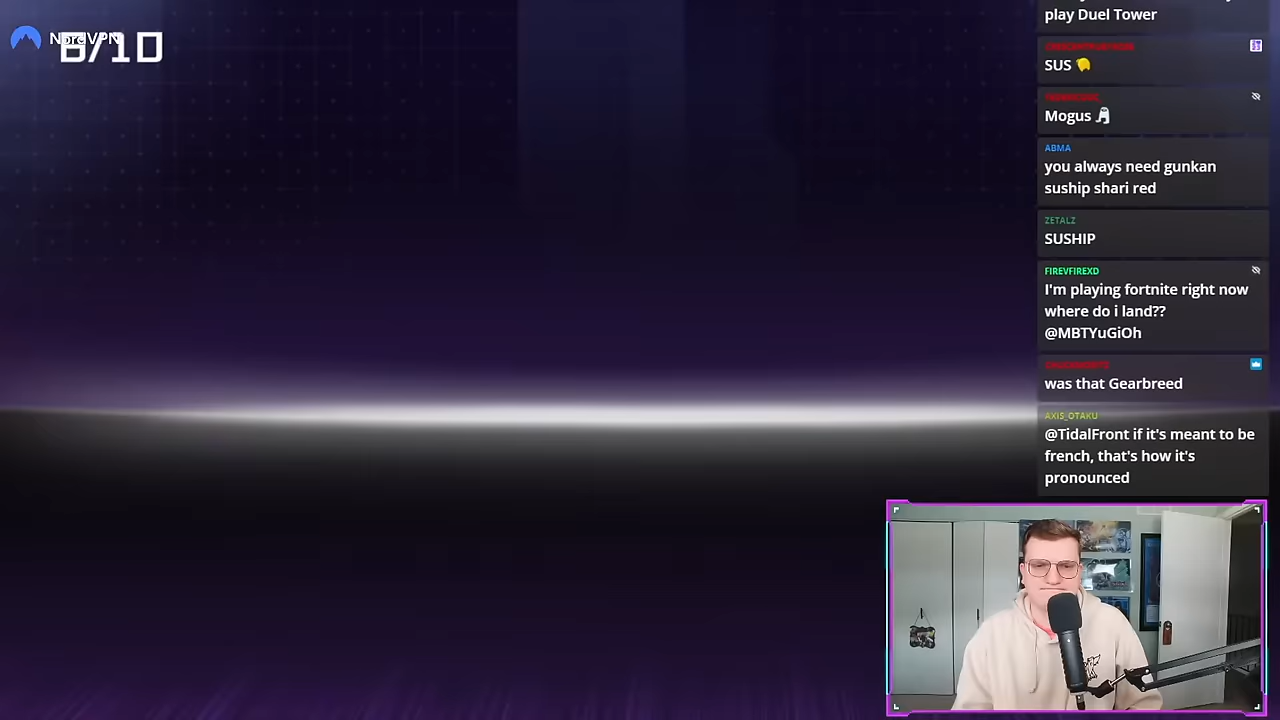 NordVPN
6/10
play Duel Tower
SUS
Mogus
ABMA
you always need gunkan
suship shari red
ZETALZ
SUSHIP
FIREVFIREXD
I'm playing fortnite right now
where do i land??
@MBTYuGiOh
was that Gearbreed
AXIS_OTAKU
@TidalFront if it's meant to be
french, that's how it's
pronounced